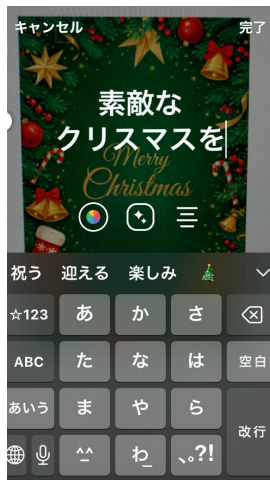 キャンセル
完了
素敵な
クリスマスを
Merry
Christmas
祝う 迎える 楽しみ
☆123 あ か さ
ABC た な は 空白
あいう ま や ら
改行
^^ わ_ 、。?!